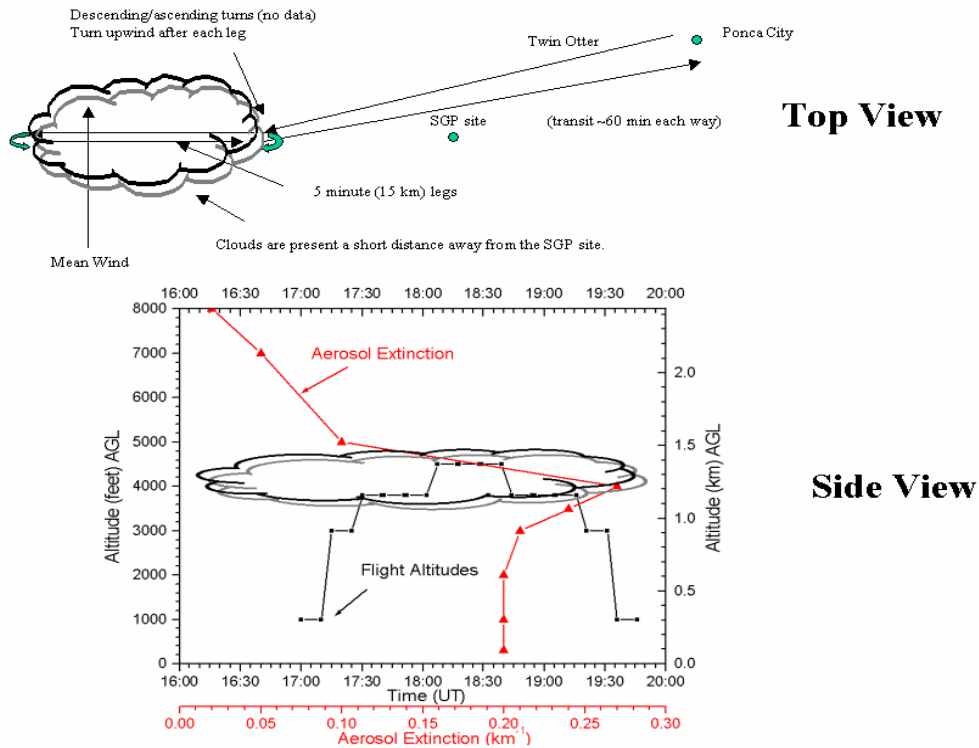 Descending/ascending turns (no data)
Turn upwind after each leg
Twin Otter
Ponca City
Top View
SGP site
(transit ~60 min each way)
5 minute (15 km) legs
Clouds are present a short distance away from the SGP site.
Mean Wind
16:00 16:30 17:00 17:30 18:00 18:30 19:00 19:30 20:00
8000
7000
6000
5000
4000
3000
2000
1000
0
Altitude (feet) AGL
Aerosol Extinction
Flight Altitudes
2.0
1.5
1.0
0.5
0.0
Altitude (km) AGL
Side View
16:00 16:30 17:00 17:30 18:00 18:30 19:00 19:30 20:00
Time (UT)
0.00 0.05 0.10 0.15 0.20 0.25 0.30
Aerosol Extinction (km⁻¹)